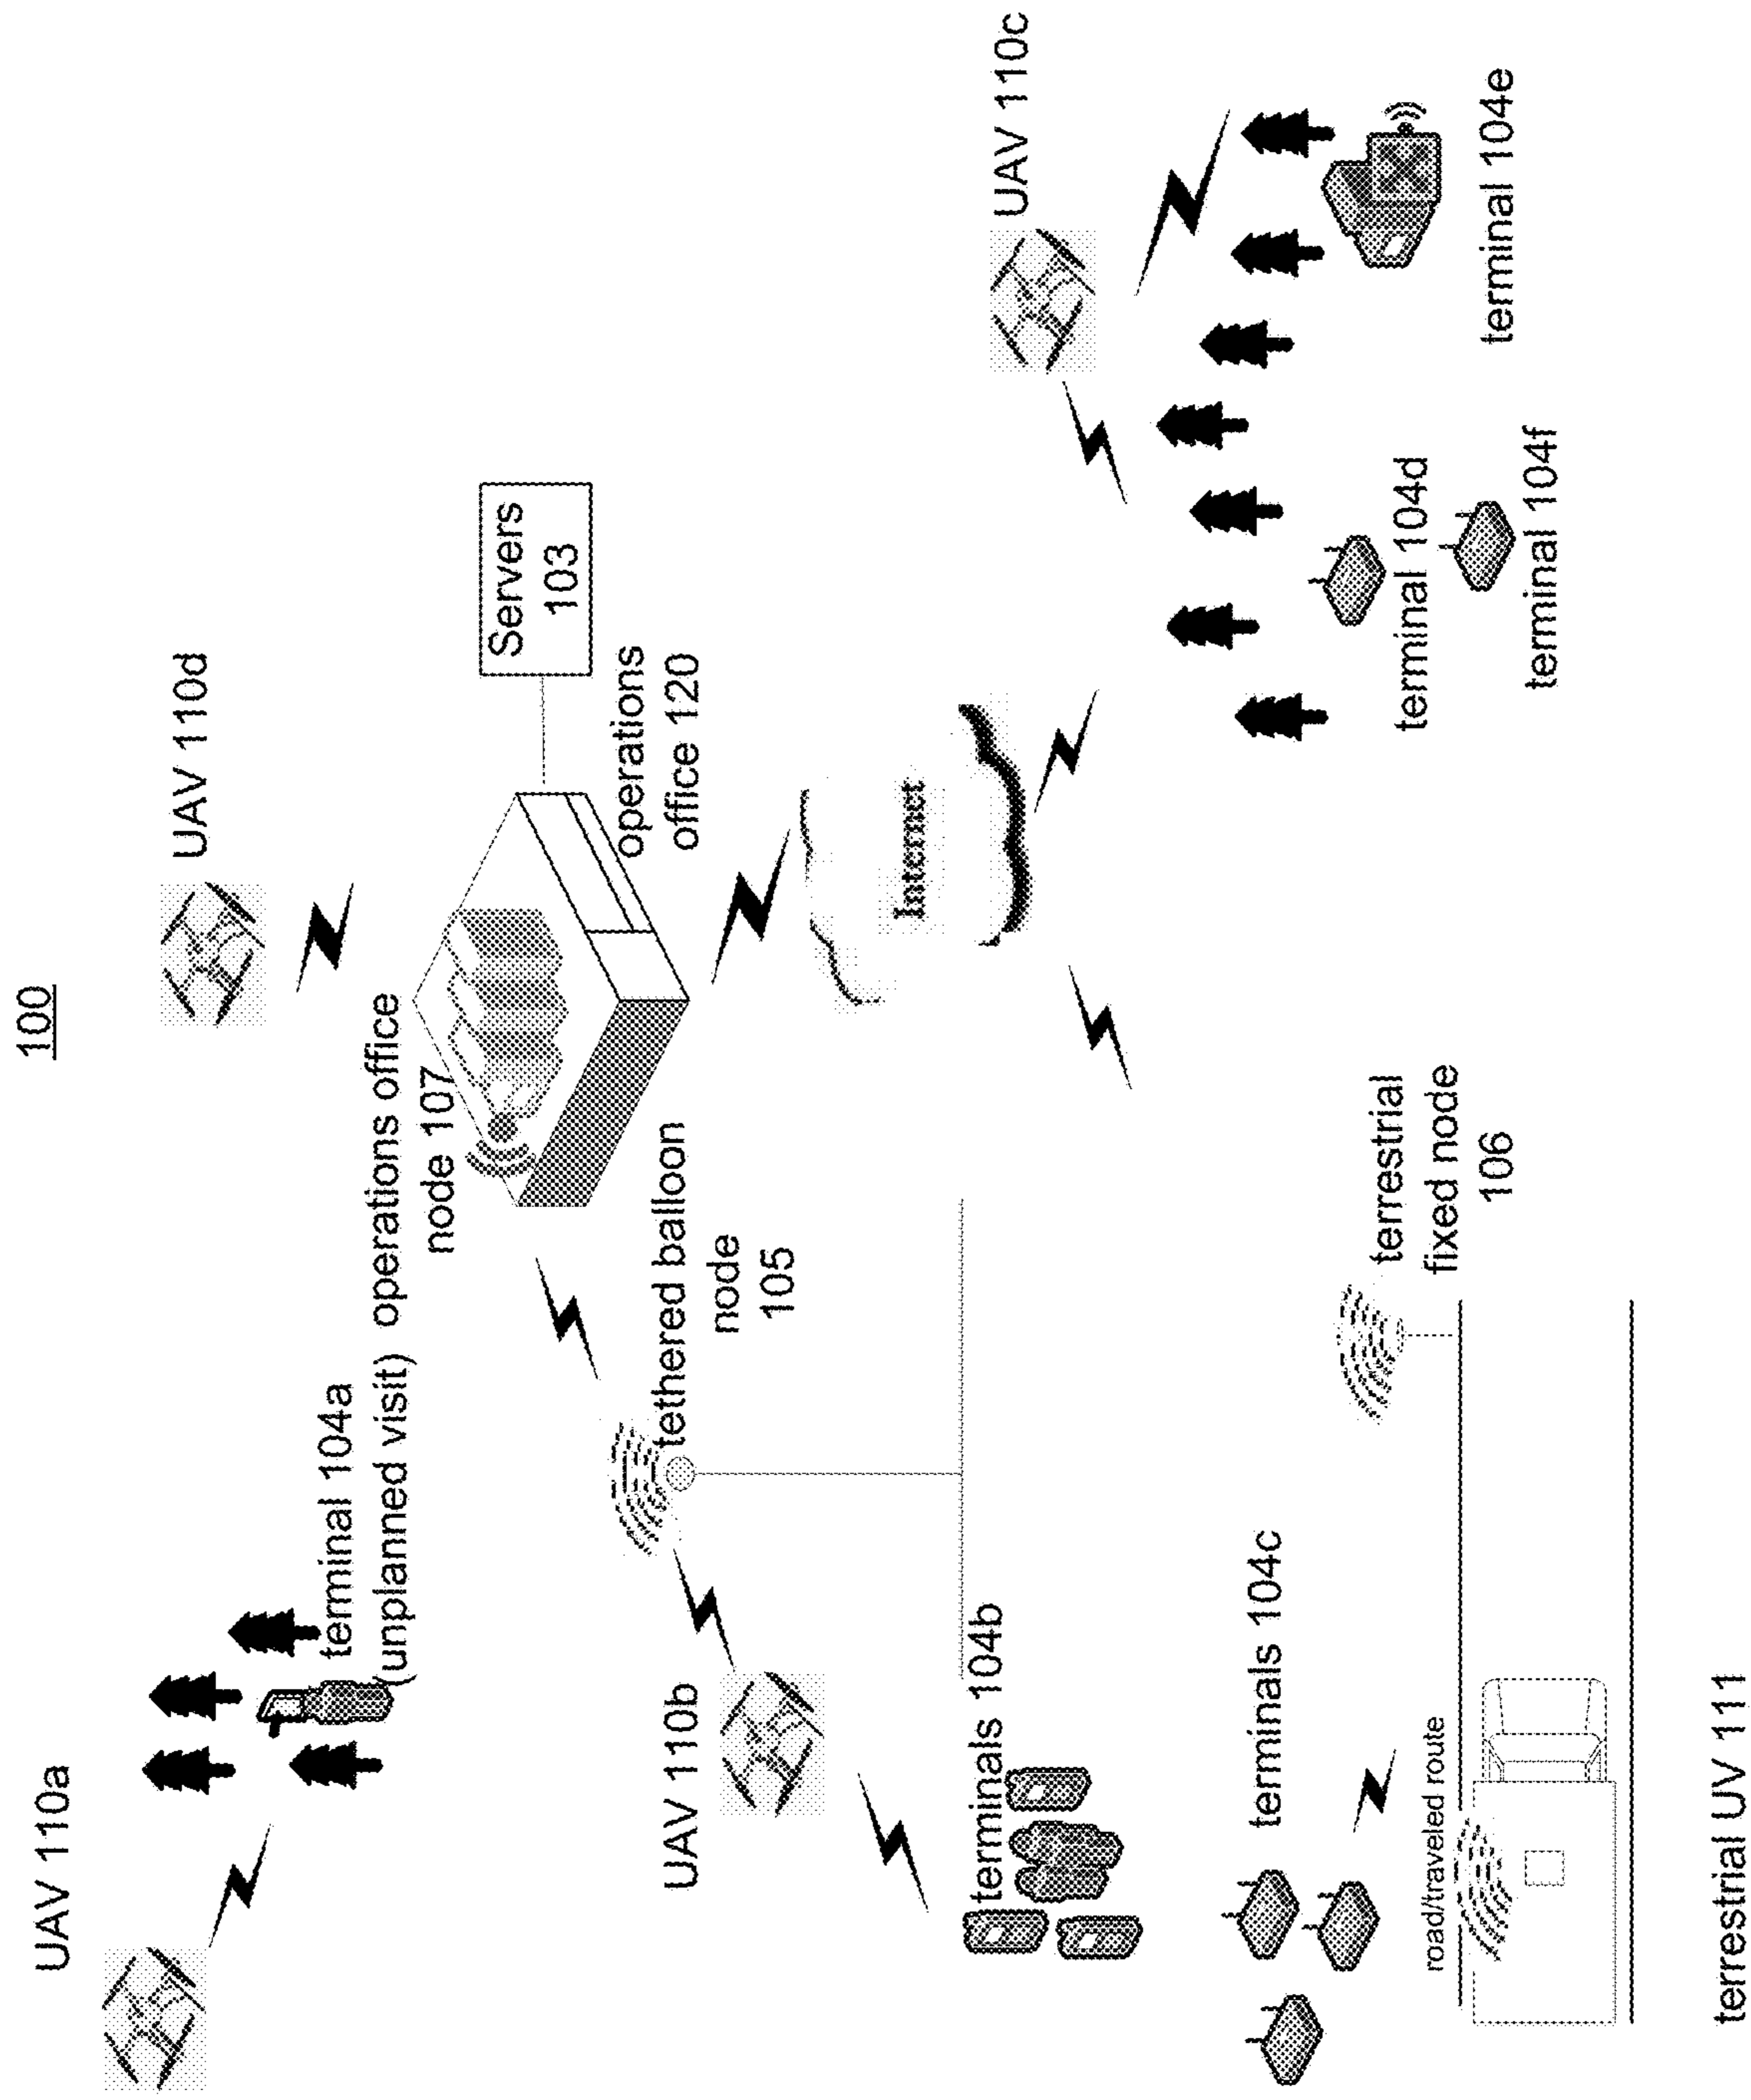 100
UAV 110a
terminal 104a
(unplanned visit)
operations office
node 107
UAV 110d
Servers
103
operations
office 120
tethered balloon
node
105
UAV 110b
Internet
UAV 110c
terminals 104b
terminals 104c
terrestrial
fixed node
106
terminal 104d
terminal 104f
terminal 104e
road/traveled route
terrestrial UV 111